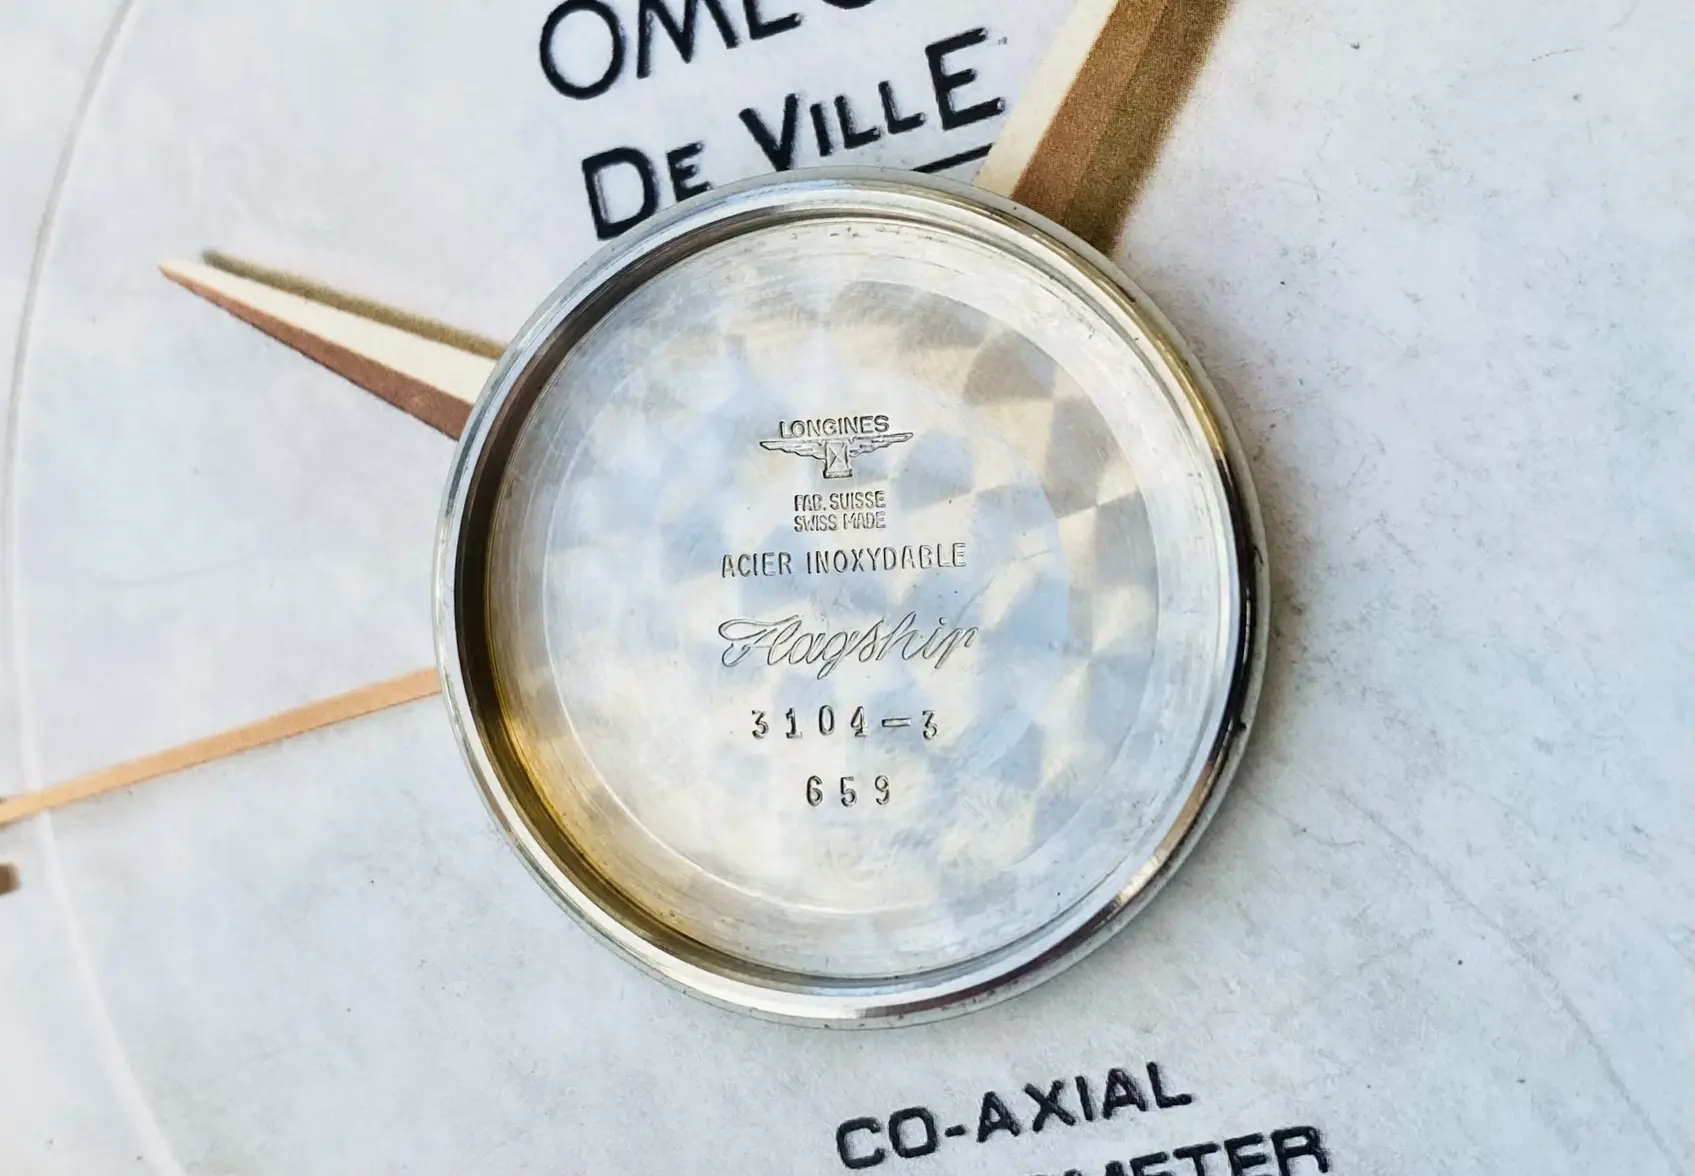 DE VILLE
LONGINES
FAB. SUISSE
SWISS MADE
ACIER INOXYDABLE
Flagship
3104-3
659
CO-AXIAL